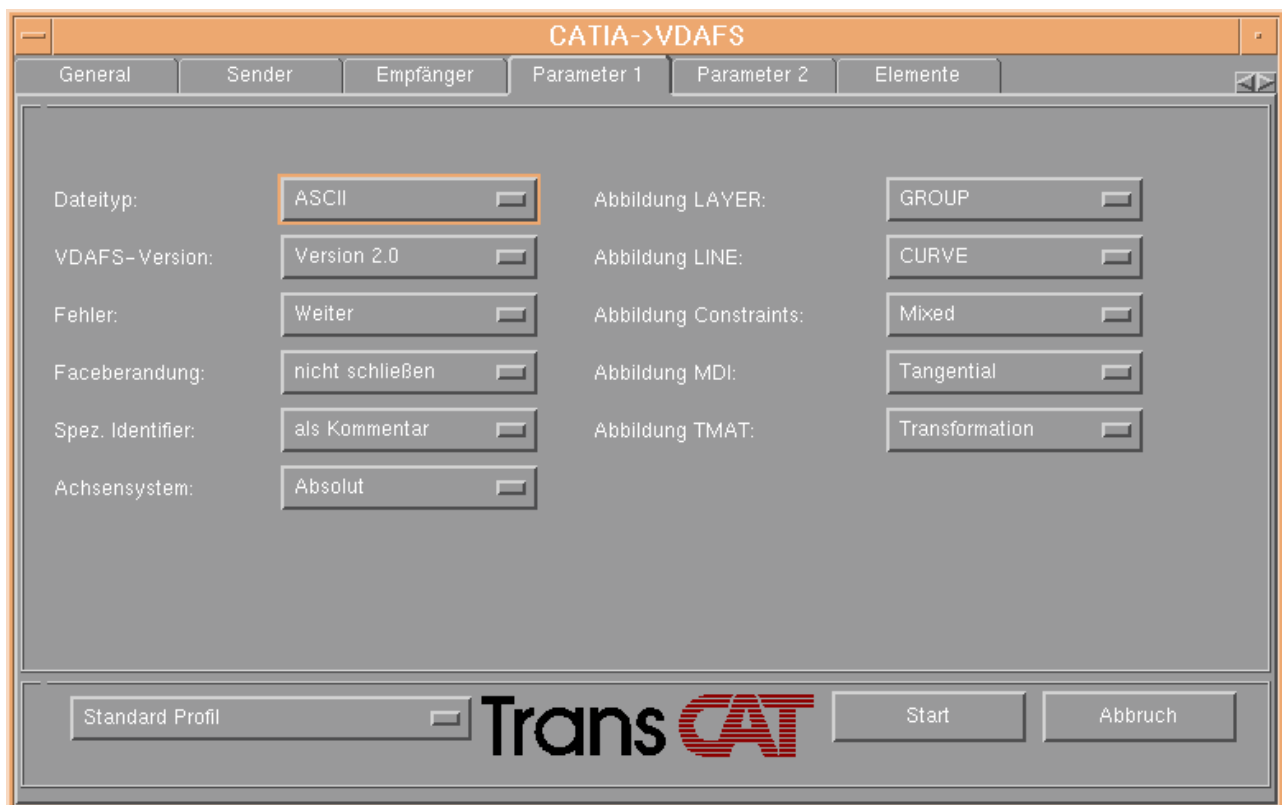 CATIA->VDAFS
General Sender Empfänger Parameter 1 Parameter 2 Elemente
Dateityp: ASCII Abbildung LAYER: GROUP
VDAFS-Version: Version 2.0 Abbildung LINE: CURVE
Fehler: Weiter Abbildung Constraints: Mixed
Faceberandung: nicht schließen Abbildung MDI: Tangential
Spez. Identifier: als Kommentar Abbildung TMAT: Transformation
Achsensystem: Absolut
Standard Profil TransCAT Start Abbruch